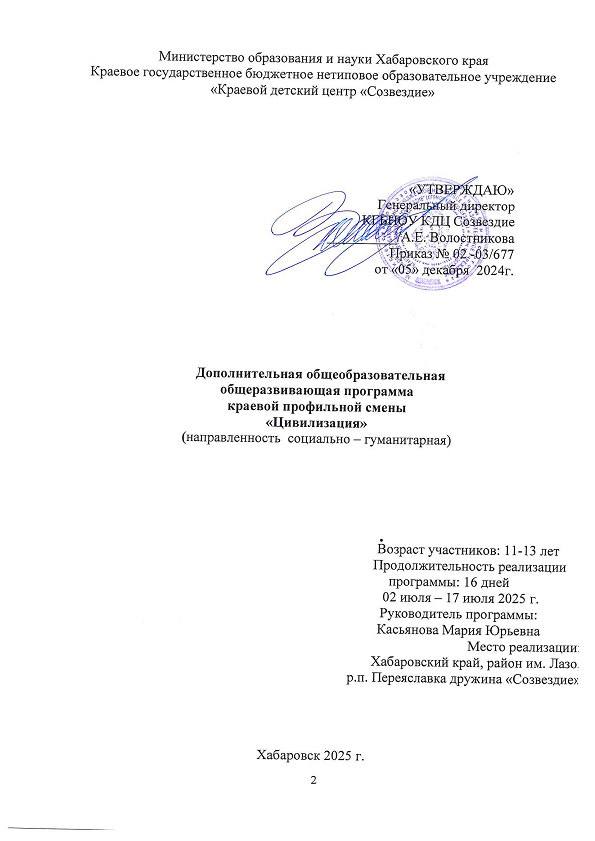 Министерство образования и науки Хабаровского края
Краевое государственное бюджетное нетиповое образовательное учреждение
«Краевой детский центр «Созвездие»
«УТВЕРЖДАЮ»
Генеральный директор
КГБНОУ КДЦ Созвездие
А.Е. Волостникова
Приказ № 02.-03/677
от «05» декабря 2024г.
Дополнительная общеобразовательная
общеразвивающая программа
краевой профильной смены
«Цивилизация»
(направленность социально – гуманитарная)
Возраст участников: 11-13 лет
Продолжительность реализации
программы: 16 дней
02 июля – 17 июля 2025 г.
Руководитель программы:
Касьянова Мария Юрьевна
Место реализации:
Хабаровский край, район им. Лазо.
р.п. Переяславка дружина «Созвездие»
Хабаровск 2025 г.
2